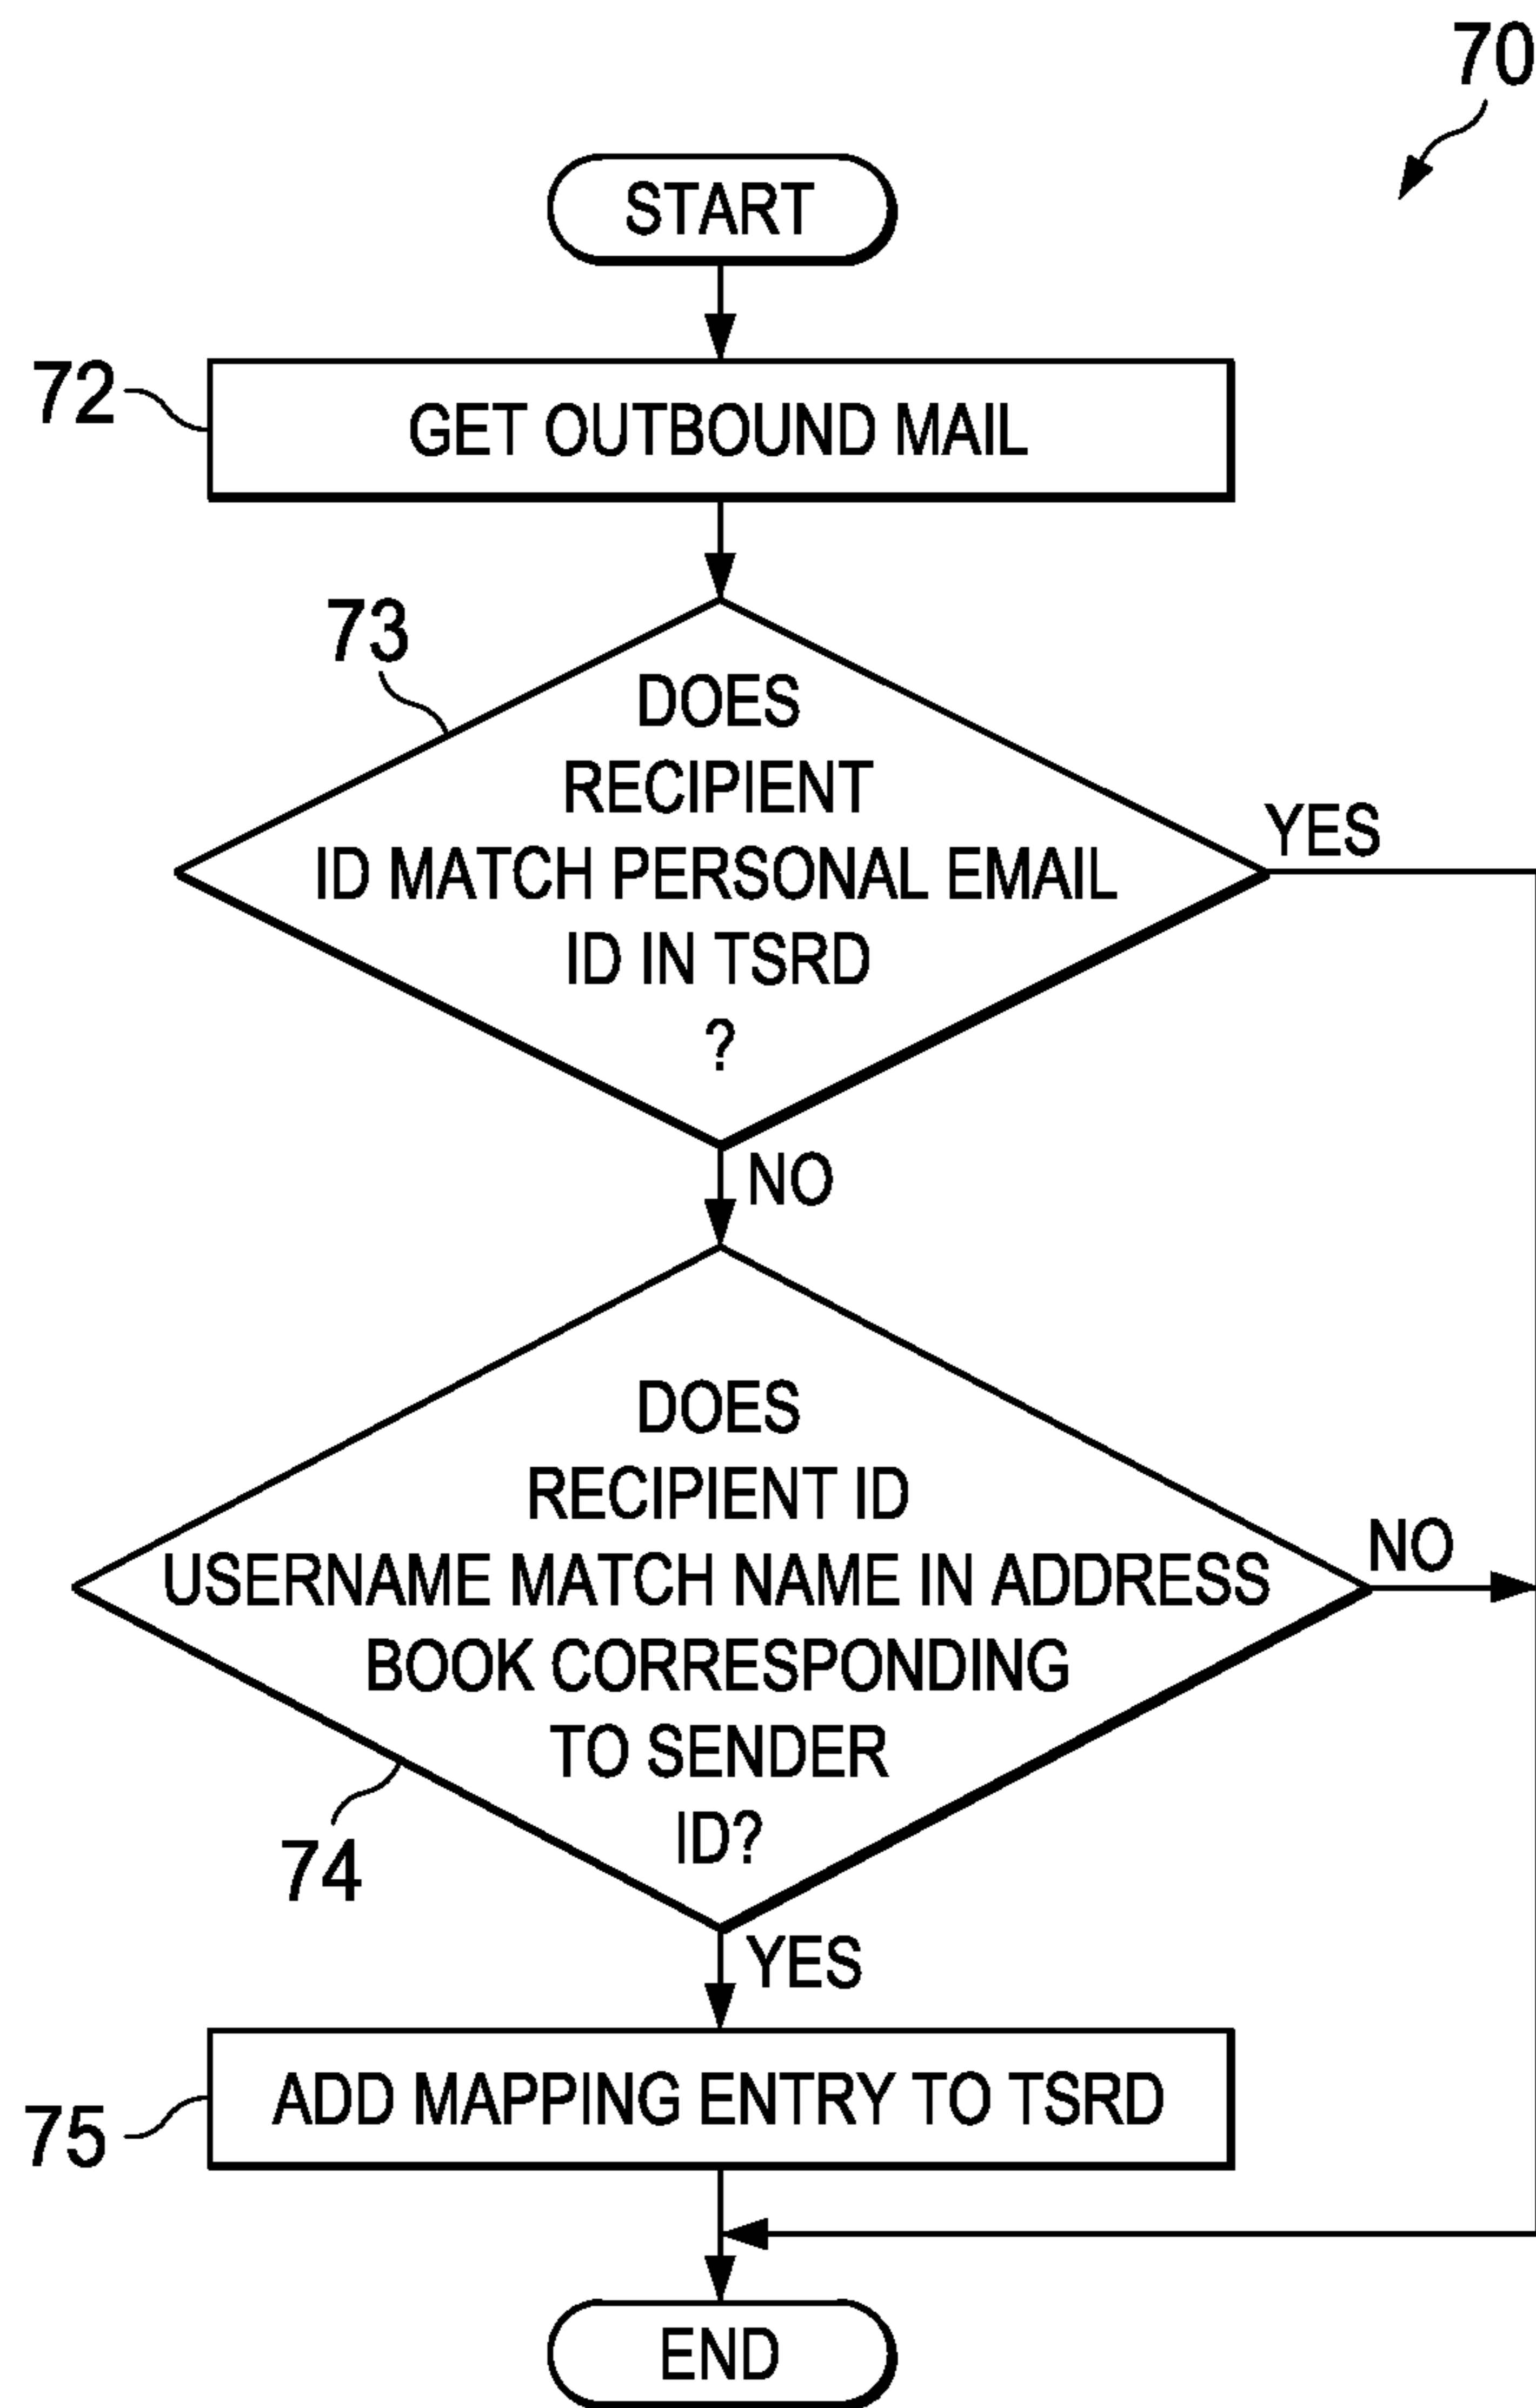 70
START
72
GET OUTBOUND MAIL
73
DOES
RECIPIENT
ID MATCH PERSONAL EMAIL
ID IN TSRD
?
YES
NO
DOES
RECIPIENT ID
USERNAME MATCH NAME IN ADDRESS
BOOK CORRESPONDING
TO SENDER
ID?
NO
74
YES
75
ADD MAPPING ENTRY TO TSRD
END